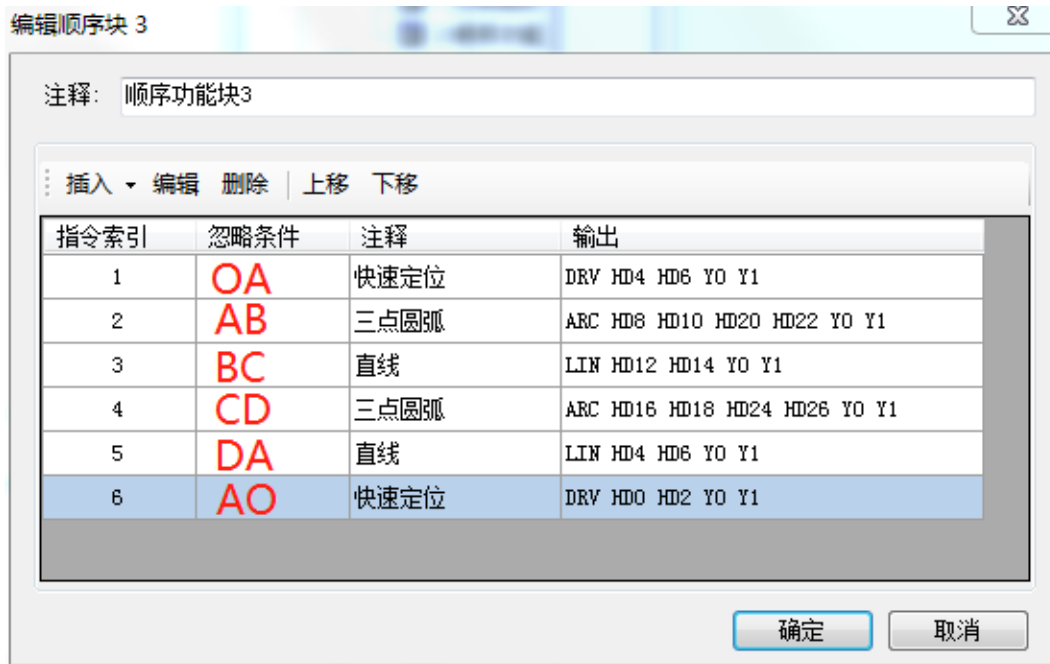 编辑顺序块 3
注释: 顺序功能块3
插入 编辑 删除 上移 下移
指令索引 忽略条件 注释 输出
1 OA 快速定位 DRV HD4 HD6 Y0 Y1
2 AB 三点圆弧 ARC HD8 HD10 HD20 HD22 Y0 Y1
3 BC 直线 LIN HD12 HD14 Y0 Y1
4 CD 三点圆弧 ARC HD16 HD18 HD24 HD26 Y0 Y1
5 DA 直线 LIN HD4 HD6 Y0 Y1
6 AO 快速定位 DRV HD0 HD2 Y0 Y1
确定 取消